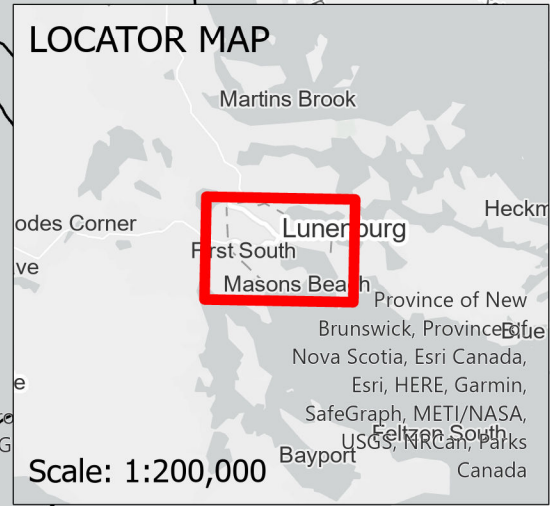 LOCATOR MAP
Martins Brook
Heckm
odes Corner
Lunenburg
First South
ve
Masons Beach
Province of New
Brunswick, Province of
Blue
Nova Scotia, Esri Canada,
e
Esri, HERE, Garmin,
SafeGraph, METI/NASA,
Feltzen South
G
USGS, NRCan, Parks
Bayport
Scale: 1:200,000
Canada